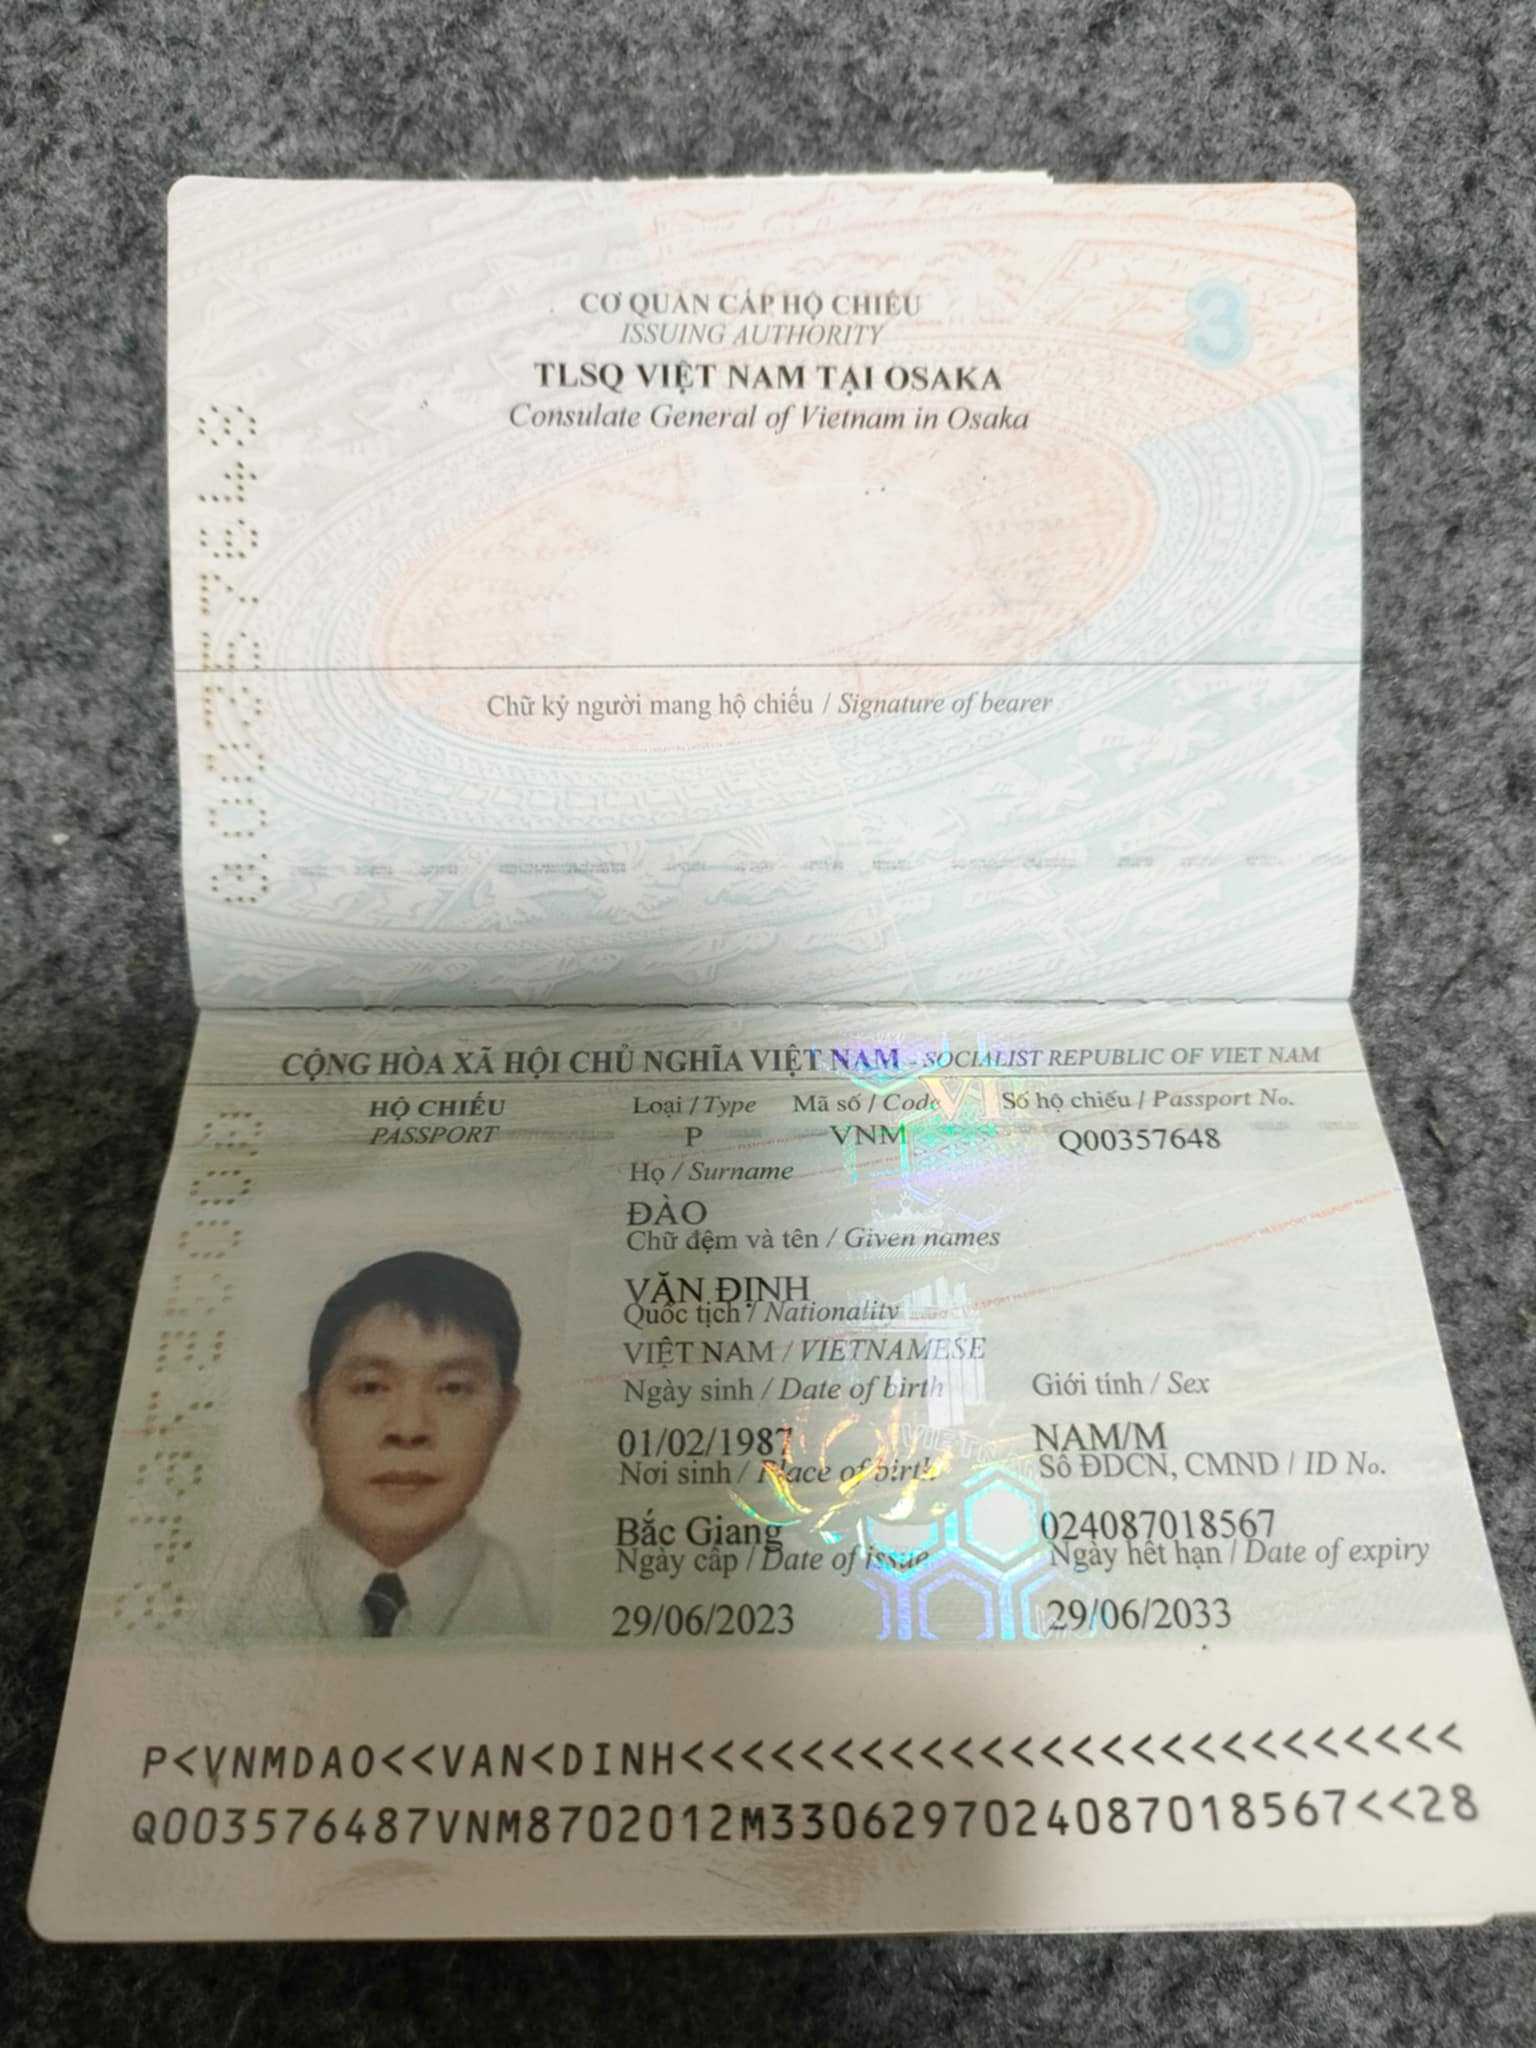 3
CƠ QUAN CẤP HỘ CHIẾU
ISSUING AUTHORITY
TLSQ VIỆT NAM TẠI OSAKA
Consulate General of Vietnam in Osaka
Chữ ký người mang hộ chiếu / Signature of bearer
CỘNG HÒA XÃ HỘI CHỦ NGHĨA VIỆT NAM - SOCIALIST REPUBLIC OF VIET NAM
HỘ CHIẾU Loại / Type Mã số / Code Số hộ chiếu / Passport No.
PASSPORT P VNM Q00357648
Họ / Surname
ĐÀO
Chữ đệm và tên / Given names
VĂN ĐỊNH
Quốc tịch / Nationality
VIỆT NAM / VIETNAMESE
Ngày sinh / Date of birth Giới tính / Sex
01/02/1987 NAM/M
Nơi sinh / Place of birth Số ĐDCN, CMND / ID No.
Bắc Giang 024087018567
Ngày cấp / Date of issue Ngày hết hạn / Date of expiry
29/06/2023 29/06/2033
P<VNMDAO<<VAN<DINH<<<<<<<<<<<<<<<<<<<<<<<<<<
Q003576487VNM8702012M3306297024087018567<<28